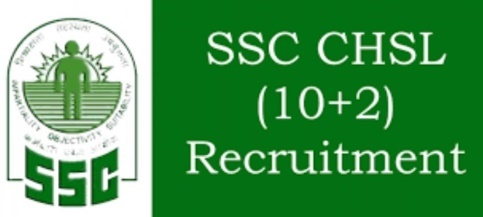 IMPARTIALITY OBJECTIVITY SUITABILITY
SSC
SSC CHSL
(10+2)
Recruitment